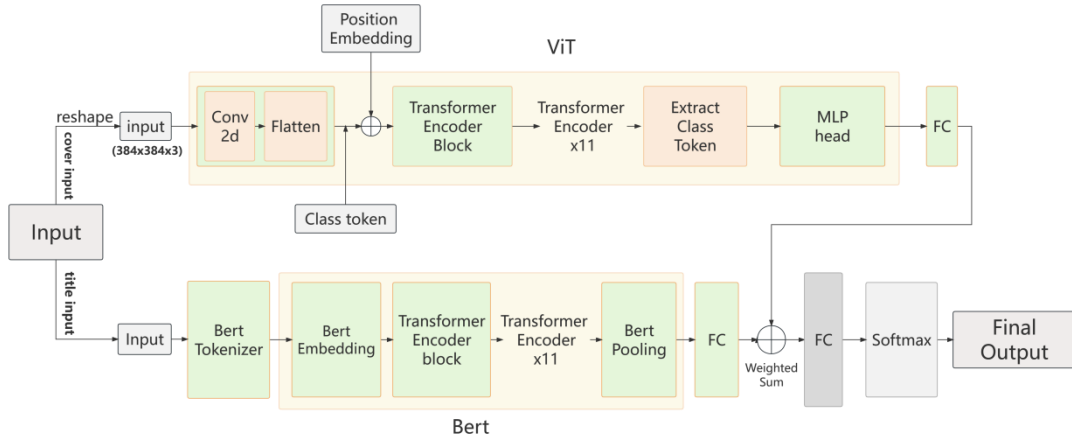 Position
Embedding
ViT
reshape
input
(384x384x3)
cover input
Conv
2d
Flatten
Transformer
Encoder
Block
Transformer
Encoder
x11
Extract
Class
Token
MLP
head
FC
Class token
Input
title input
Input
Bert
Tokenizer
Bert
Embedding
Transformer
Encoder
block
Transformer
Encoder
x11
Bert
Pooling
FC
Weighted
Sum
FC
Softmax
Final
Output
Bert